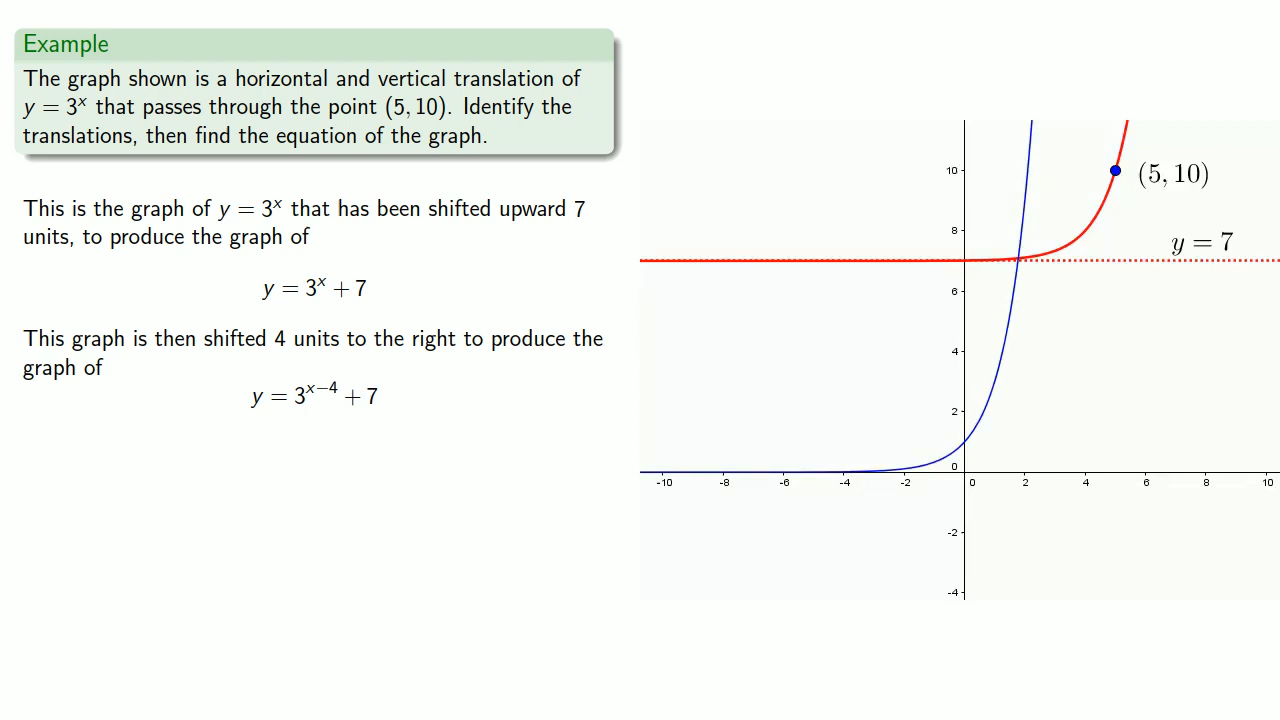 Example
The graph shown is a horizontal and vertical translation of
y = 3ˣ that passes through the point (5, 10). Identify the
translations, then find the equation of the graph.
This is the graph of y = 3ˣ that has been shifted upward 7
units, to produce the graph of
y = 3ˣ + 7
This graph is then shifted 4 units to the right to produce the
graph of
y = 3ˣ⁻⁴ + 7
10
(5, 10)
8
y = 7
6
4
2
0
-10 -8 -6 -4 -2 0 2 4 6 8 10
-2
-4